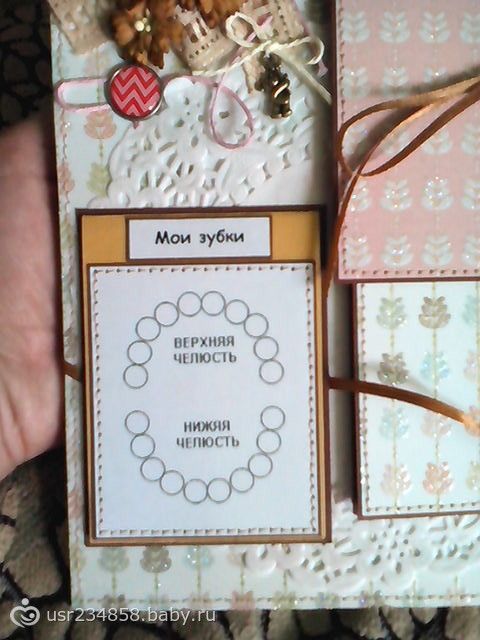 Мои зубки
ВЕРХНЯЯ
ЧЕЛЮСТЬ
НИЖНЯЯ
ЧЕЛЮСТЬ
usr234858.baby.ru